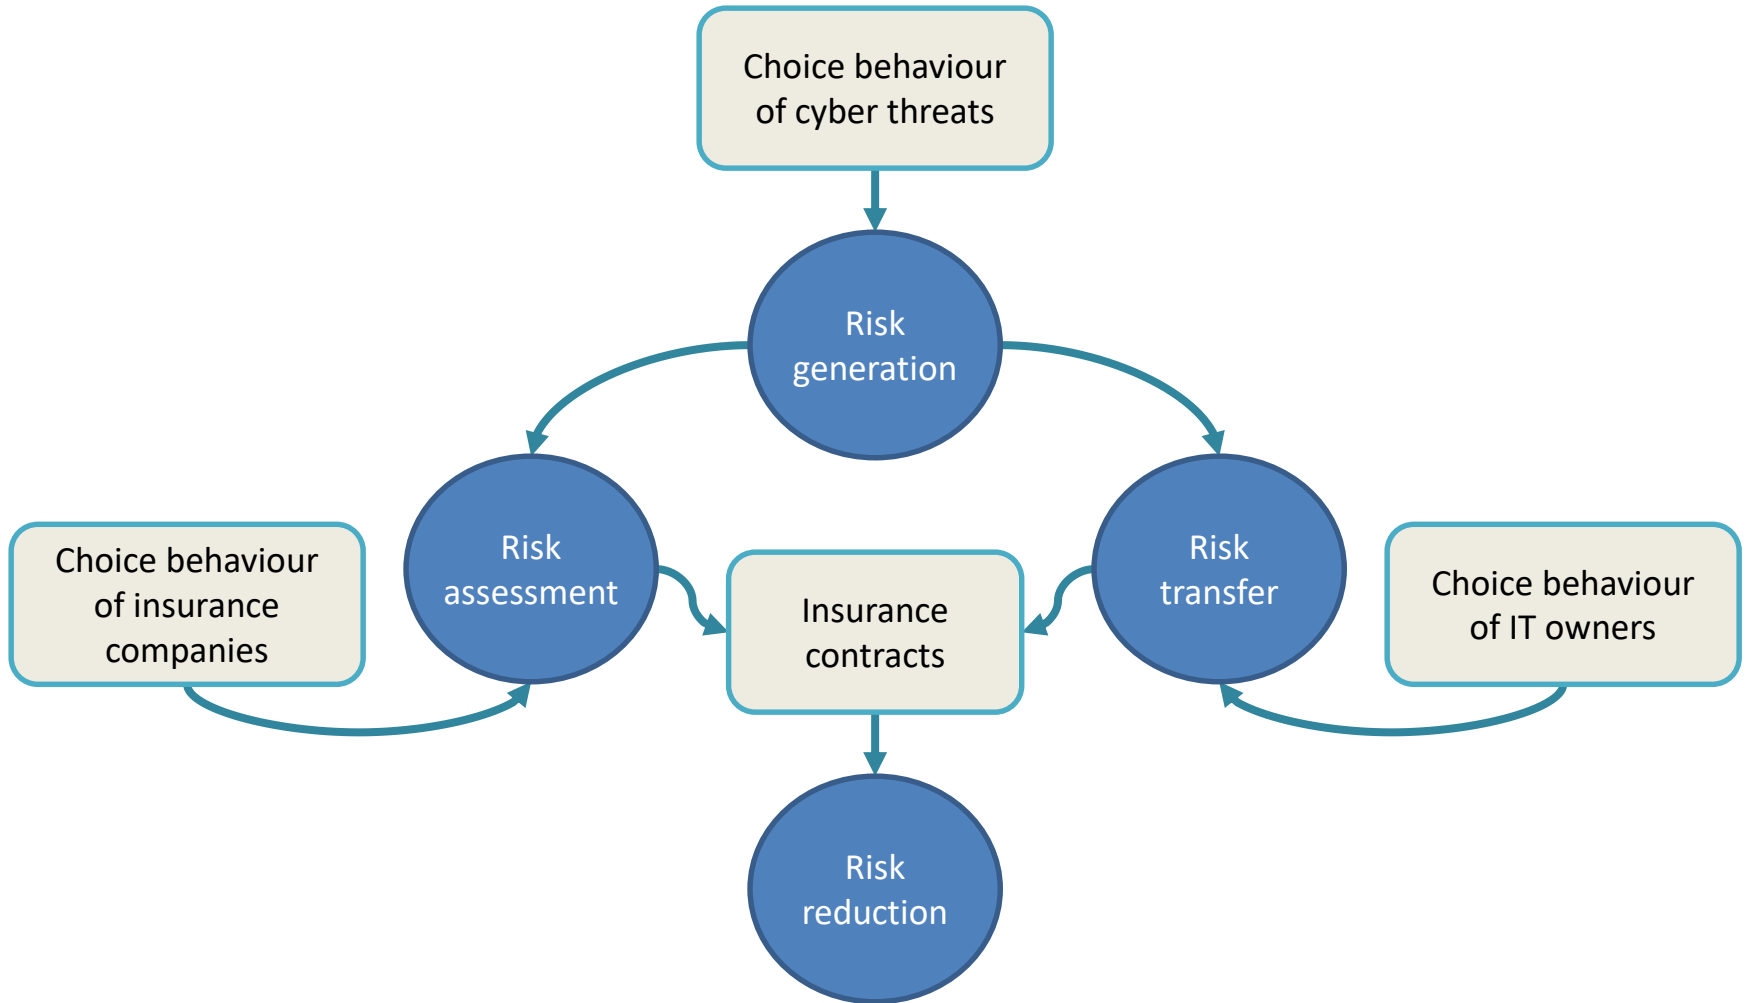 Choice behaviour
of cyber threats
Risk
generation
Risk
assessment
Risk
transfer
Choice behaviour
of insurance
companies
Insurance
contracts
Choice behaviour
of IT owners
Risk
reduction